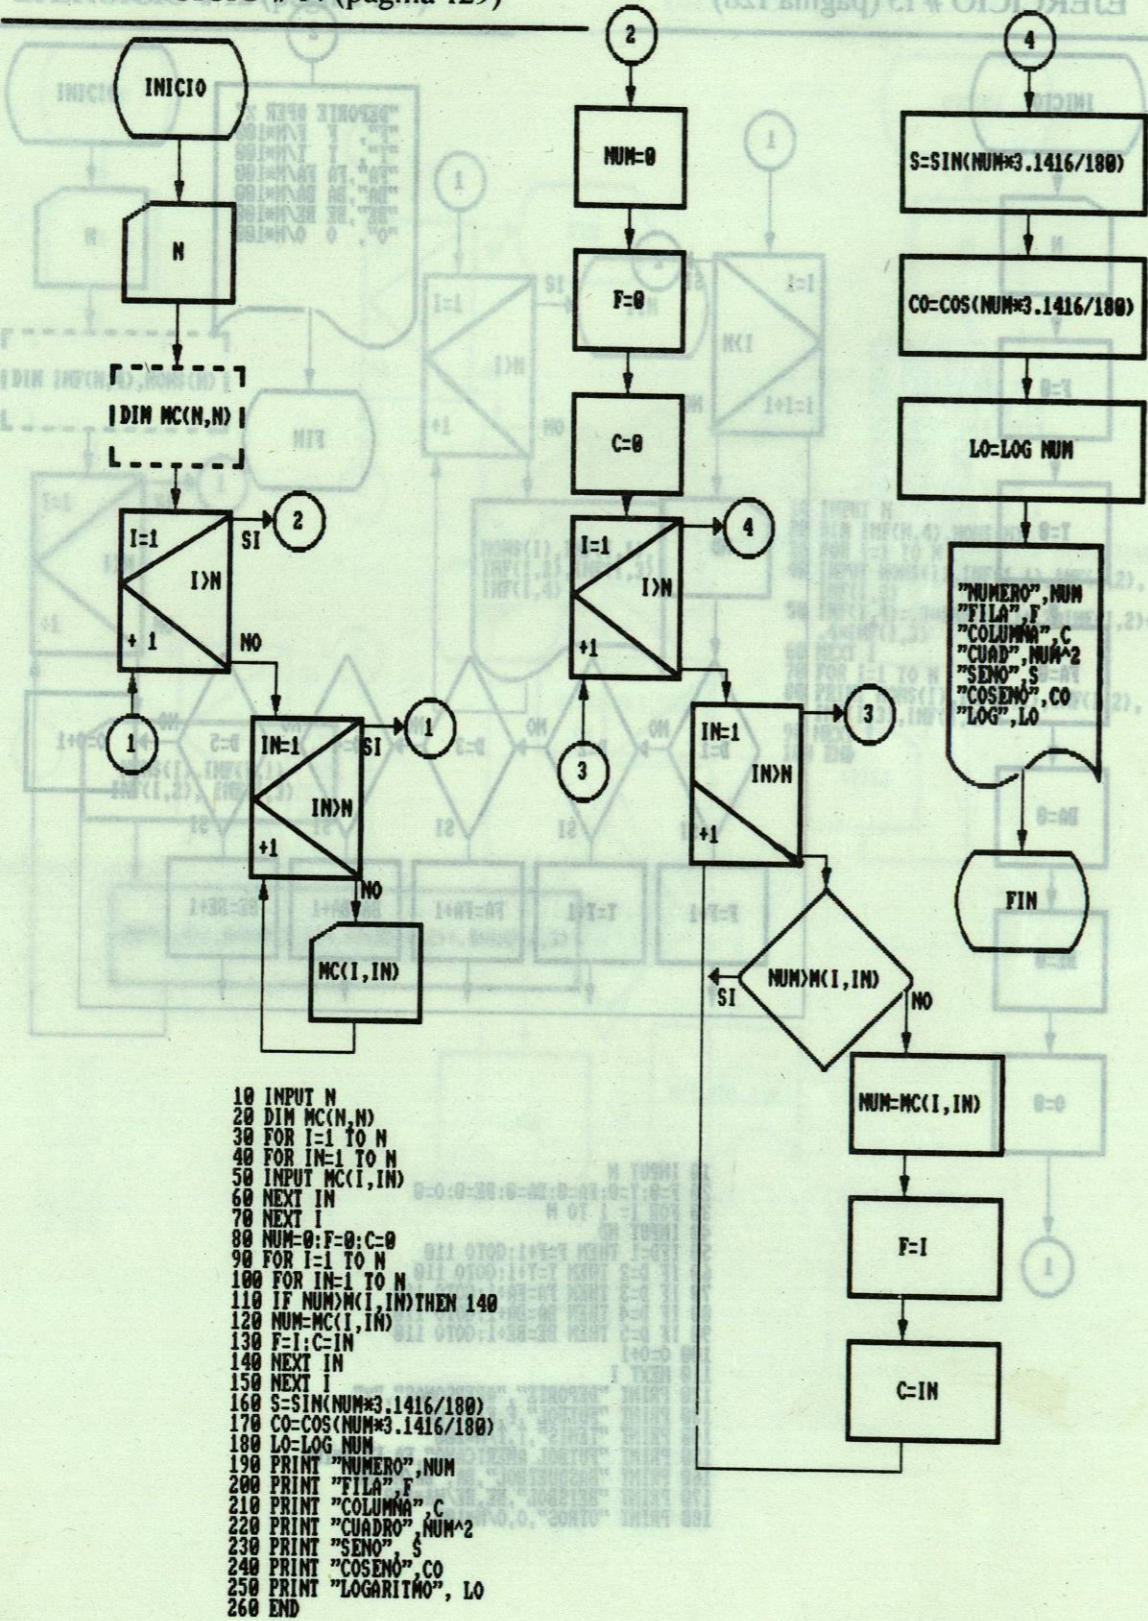 # 14 (página 129)
EJERCICIO # 13 (página 128)
INICIO
N
DIM MC(N,N)
I=1
I>N
+ 1
SI
2
NO
1
IN=1
IN>N
+1
SI
1
NO
MC(I,IN)
2
NUM=0
F=0
C=0
I=1
I>N
+1
4
3
IN=1
IN>N
+1
3
NUM>M(I,IN)
SI
NO
NUM=MC(I,IN)
F=I
C=IN
4
S=SIN(NUM*3.1416/180)
CO=COS(NUM*3.1416/180)
LO=LOG NUM
"NUMERO",NUM
"FILA",F
"COLUMNA",C
"CUAD",NUM^2
"SENO",S
"COSENO",CO
"LOG",LO
FIN
10 INPUT N
20 DIM MC(N,N)
30 FOR I=1 TO N
40 FOR IN=1 TO N
50 INPUT MC(I,IN)
60 NEXT IN
70 NEXT I
80 NUM=0:F=0:C=0
90 FOR I=1 TO N
100 FOR IN=1 TO N
110 IF NUM>M(I,IN)THEN 140
120 NUM=MC(I,IN)
130 F=I:C=IN
140 NEXT IN
150 NEXT I
160 S=SIN(NUM*3.1416/180)
170 CO=COS(NUM*3.1416/180)
180 LO=LOG NUM
190 PRINT "NUMERO",NUM
200 PRINT "FILA",F
210 PRINT "COLUMNA",C
220 PRINT "CUADRO",NUM^2
230 PRINT "SENO", S
240 PRINT "COSENO",CO
250 PRINT "LOGARITMO", LO
260 END